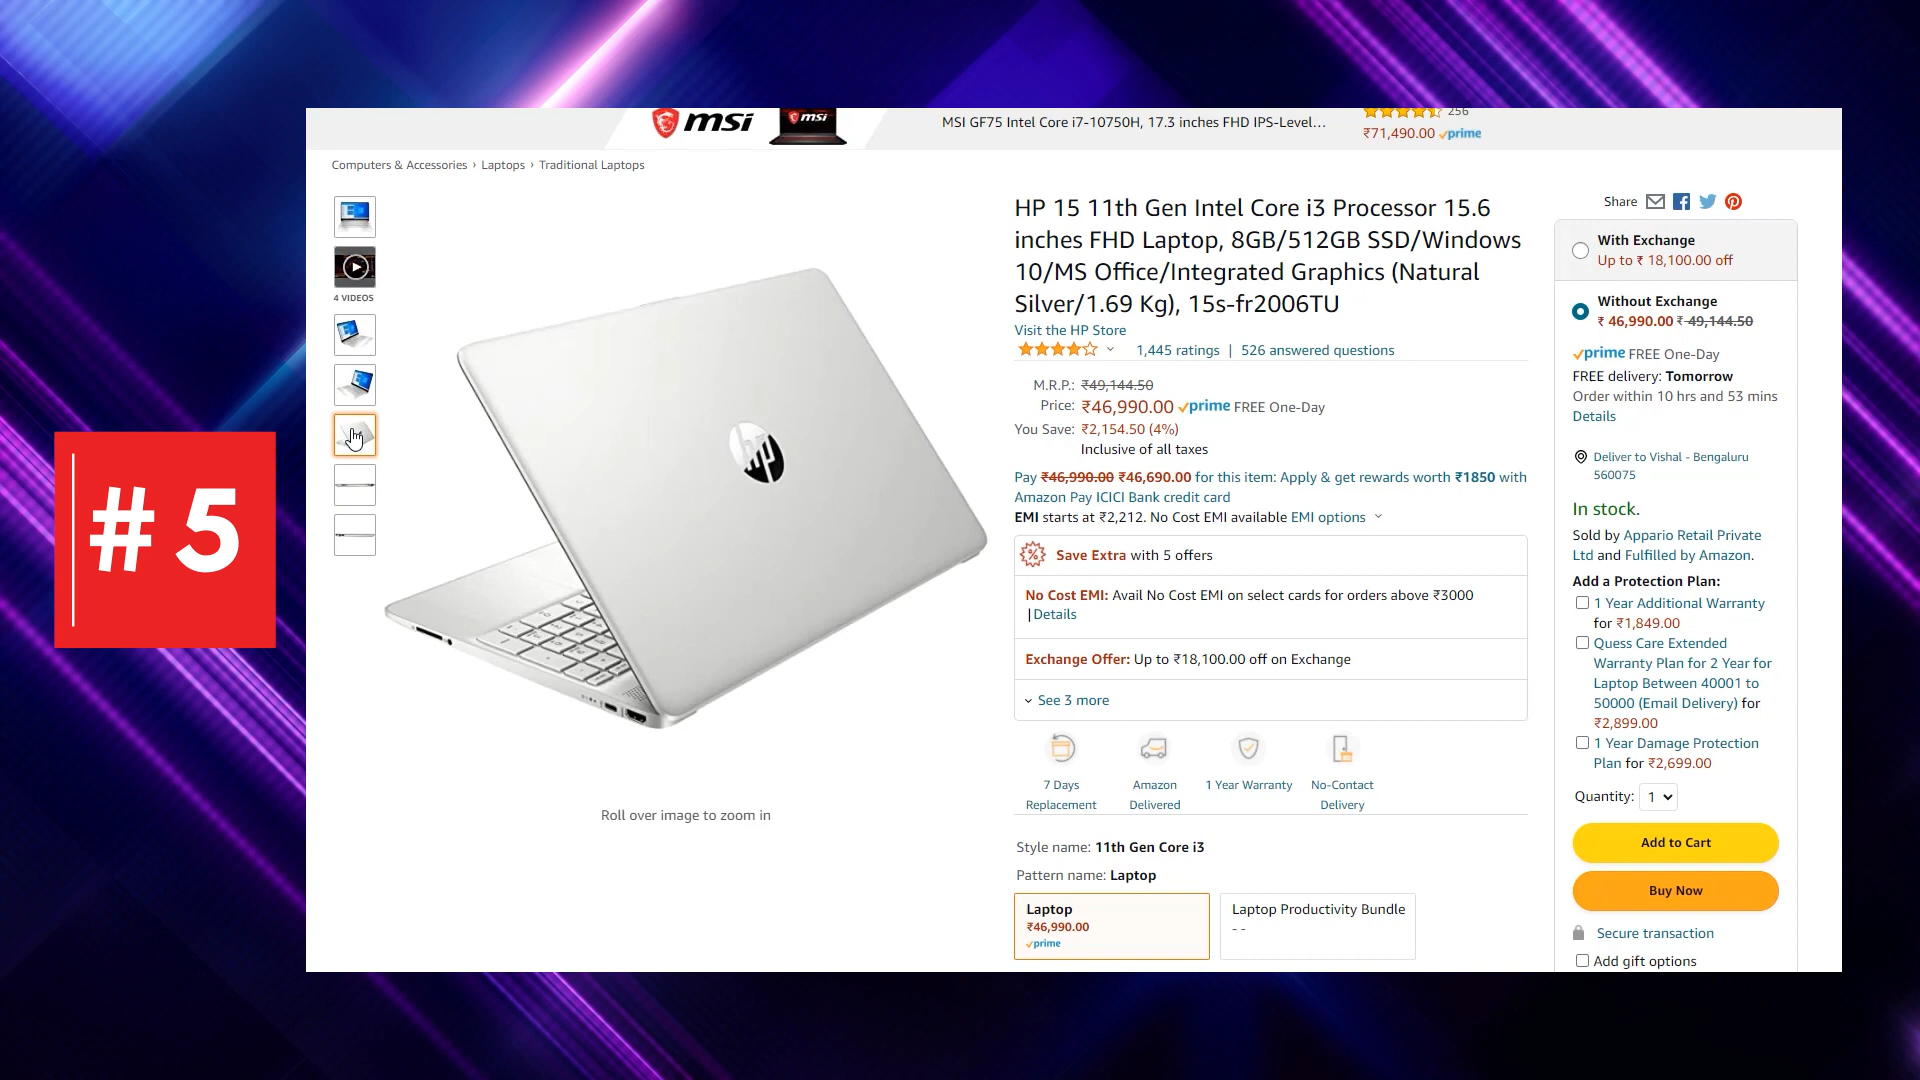 msi
msi
MSI GF75 Intel Core i7-10750H, 17.3 inches FHD IPS-Level...
256
₹71,490.00 prime
Computers & Accessories › Laptops › Traditional Laptops
4 VIDEOS
# 5
hp
Roll over image to zoom in
HP 15 11th Gen Intel Core i3 Processor 15.6
inches FHD Laptop, 8GB/512GB SSD/Windows
10/MS Office/Integrated Graphics (Natural
Silver/1.69 Kg), 15s-fr2006TU
Visit the HP Store
1,445 ratings | 526 answered questions
M.R.P.: ₹49,144.50
Price: ₹46,990.00 prime FREE One-Day
You Save: ₹2,154.50 (4%)
Inclusive of all taxes
Pay ₹46,990.00 ₹46,690.00 for this item: Apply & get rewards worth ₹1850 with
Amazon Pay ICICI Bank credit card
EMI starts at ₹2,212. No Cost EMI available EMI options
Save Extra with 5 offers
No Cost EMI: Avail No Cost EMI on select cards for orders above ₹3000
| Details
Exchange Offer: Up to ₹18,100.00 off on Exchange
See 3 more
7 Days
Replacement
Amazon
Delivered
1 Year Warranty
No-Contact
Delivery
Style name: 11th Gen Core i3
Pattern name: Laptop
Laptop
₹46,990.00
prime
Laptop Productivity Bundle
- -
Share
With Exchange
Up to ₹ 18,100.00 off
Without Exchange
₹ 46,990.00 ₹ 49,144.50
prime FREE One-Day
FREE delivery: Tomorrow
Order within 10 hrs and 53 mins
Details
Deliver to Vishal - Bengaluru
560075
In stock.
Sold by Appario Retail Private
Ltd and Fulfilled by Amazon.
Add a Protection Plan:
1 Year Additional Warranty
for ₹1,849.00
Quess Care Extended
Warranty Plan for 2 Year for
Laptop Between 40001 to
50000 (Email Delivery) for
₹2,899.00
1 Year Damage Protection
Plan for ₹2,699.00
Quantity: 1
Add to Cart
Buy Now
Secure transaction
Add gift options